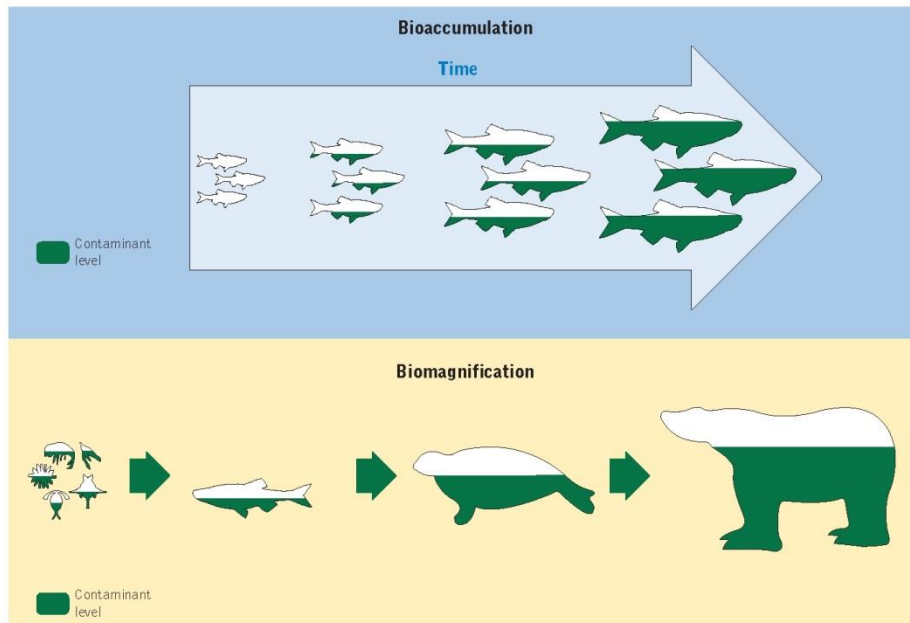 Bioaccumulation
Time
Contaminant
level
Biomagnification
Contaminant
level